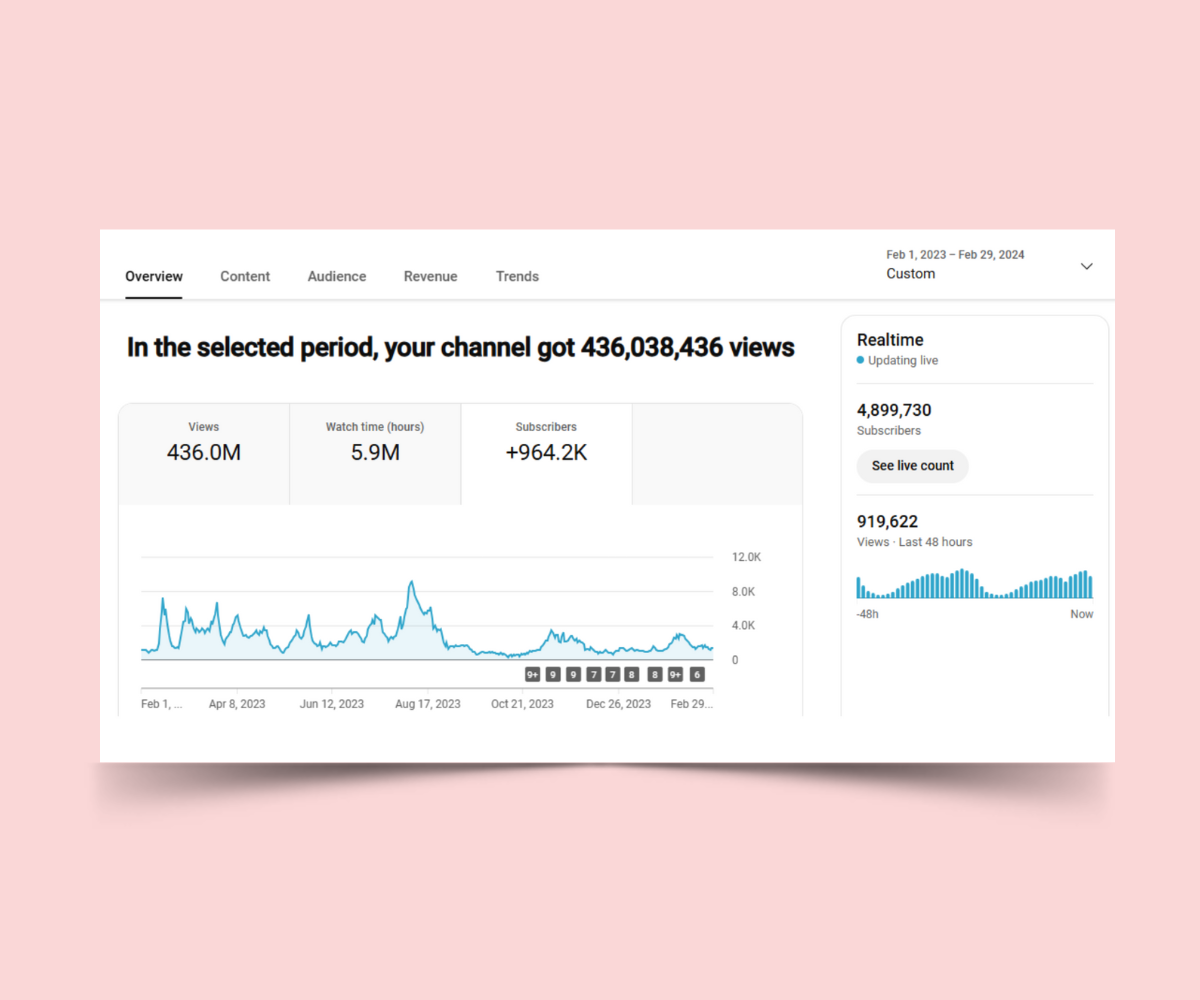 Feb 1, 2023 – Feb 29, 2024
Overview Content Audience Revenue Trends Custom
In the selected period, your channel got 436,038,436 views
Views Watch time (hours) Subscribers
436.0M 5.9M +964.2K
12.0K
8.0K
4.0K
0
9+ 9 9 7 7 8 8 9+ 6
Feb 1, ... Apr 8, 2023 Jun 12, 2023 Aug 17, 2023 Oct 21, 2023 Dec 26, 2023 Feb 29...
Realtime
Updating live
4,899,730
Subscribers
See live count
919,622
Views · Last 48 hours
-48h Now